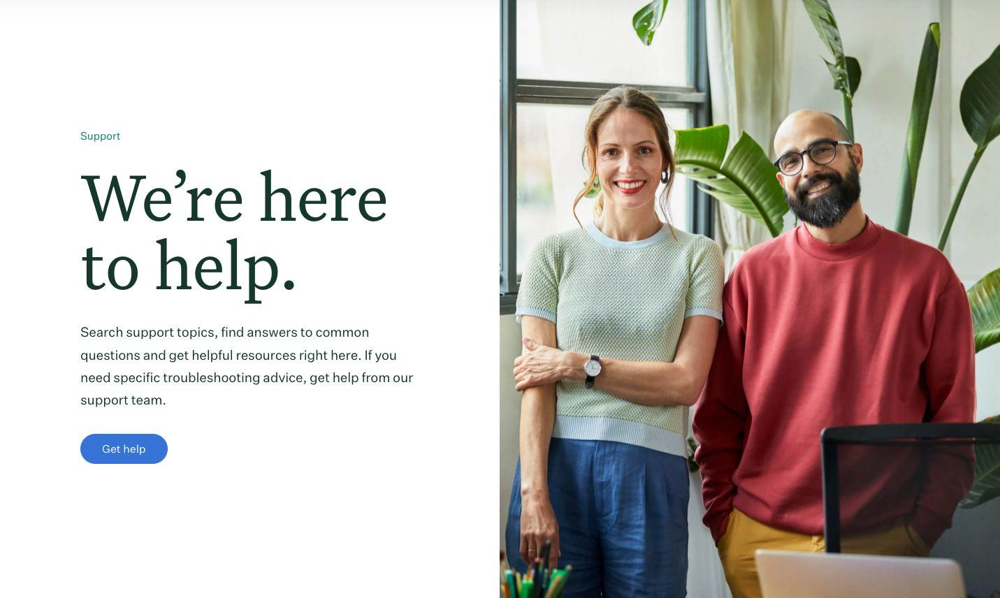 Support
We’re here
to help.
Search support topics, find answers to common
questions and get helpful resources right here. If you
need specific troubleshooting advice, get help from our
support team.
Get help